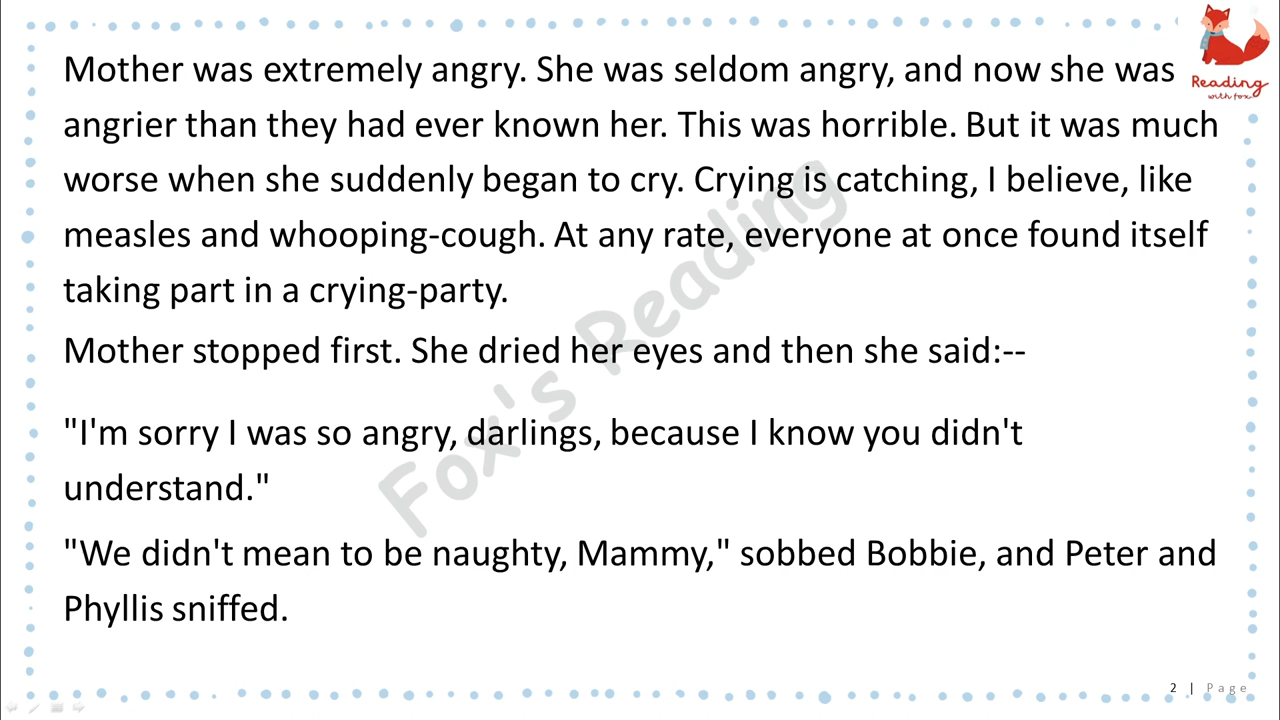 Mother was extremely angry. She was seldom angry, and now she was
angrier than they had ever known her. This was horrible. But it was much
worse when she suddenly began to cry. Crying is catching, I believe, like
measles and whooping-cough. At any rate, everyone at once found itself
taking part in a crying-party.
Mother stopped first. She dried her eyes and then she said:--
"I'm sorry I was so angry, darlings, because I know you didn't
understand."
"We didn't mean to be naughty, Mammy," sobbed Bobbie, and Peter and
Phyllis sniffed.
Reading
with fox
Fox's Reading
2 | Page